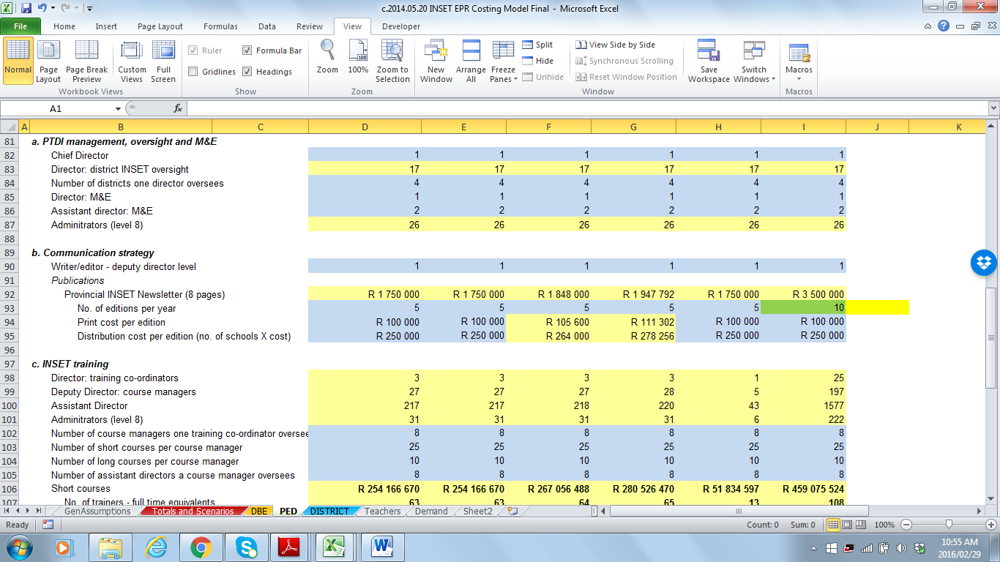 c.2014.05.20 INSET EPR Costing Model Final - Microsoft Excel
File Home Insert Page Layout Formulas Data Review View Developer
Normal Page Layout Page Break Preview Custom Views Full Screen
Workbook Views
Ruler Formula Bar
Gridlines Headings
Show
Zoom 100% Zoom to Selection
Zoom
New Window Arrange All Freeze Panes
Split View Side by Side
Hide Synchronous Scrolling
Unhide Reset Window Position
Save Workspace Switch Windows
Window
Macros
Macros
A1 fx
A B C D E F G H I J K
81 a. PTDI management, oversight and M&E
82 Chief Director 1 1 1 1 1 1
83 Director: district INSET oversight 17 17 17 17 17 17
84 Number of districts one director oversees 4 4 4 4 4 4
85 Director: M&E 1 1 1 1 1 1
86 Assistant director: M&E 2 2 2 2 2 2
87 Adminitrators (level 8) 26 26 26 26 26 26
88
89 b. Communication strategy
90 Writer/editor - deputy director level 1 1 1 1 1 1
91 Publications
92 Provincial INSET Newsletter (8 pages) R 1 750 000 R 1 750 000 R 1 848 000 R 1 947 792 R 1 750 000 R 3 500 000
93 No. of editions per year 5 5 5 5 5 10
94 Print cost per edition R 100 000 R 100 000 R 105 600 R 111 302 R 100 000 R 100 000
95 Distribution cost per edition (no. of schools X cost) R 250 000 R 250 000 R 264 000 R 278 256 R 250 000 R 250 000
96
97 c. INSET training
98 Director: training co-ordinators 3 3 3 3 1 25
99 Deputy Director: course managers 27 27 27 28 5 197
100 Assistant Director 217 217 218 220 43 1577
101 Adminitrators (level 8) 31 31 31 31 6 222
102 Number of course managers one training co-ordinator oversee 8 8 8 8 8 8
103 Number of short courses per course manager 25 25 25 25 25 25
104 Number of long courses per course manager 10 10 10 10 10 10
105 Number of assistant directors a course manager oversees 8 8 8 8 8 8
106 Short courses R 254 166 670 R 254 166 670 R 267 056 488 R 280 526 470 R 51 834 597 R 459 075 524
107 No. of trainers - full time equivalents 63 63 64 65 13 108
GenAssumptions Totals and Scenarios DBE PED DISTRICT Teachers Demand Sheet2
Ready Count: 0 Sum: 0 100%
10:55 AM
2016/02/29